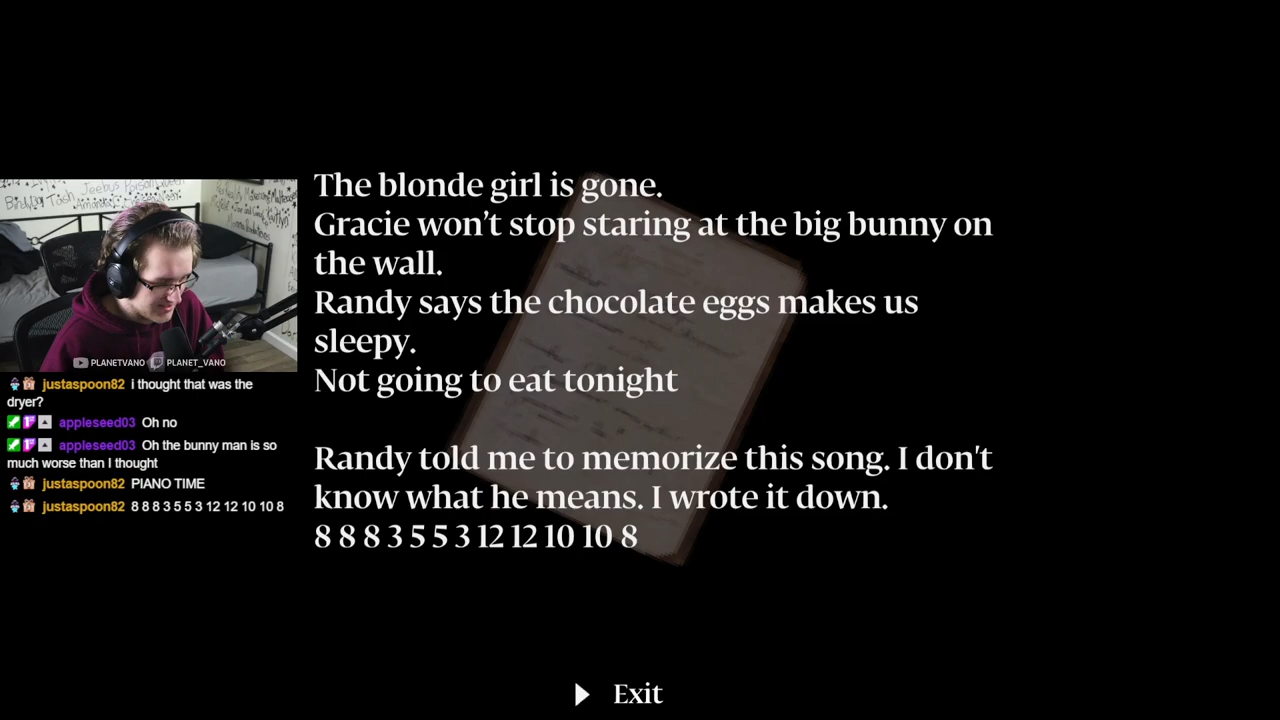 The blonde girl is gone.
Gracie won’t stop staring at the big bunny on
the wall.
Randy says the chocolate eggs makes us
sleepy.
Not going to eat tonight
Randy told me to memorize this song. I don't
know what he means. I wrote it down.
8 8 8 3 5 5 3 12 12 10 10 8
Exit
Jeebus
Tash
PLANETVANO PLANET_VANO
justaspoon82 i thought that was the
dryer?
appleseed03 Oh no
appleseed03 Oh the bunny man is so
much worse than I thought
justaspoon82 PIANO TIME
justaspoon82 8 8 8 3 5 5 3 12 12 10 10 8